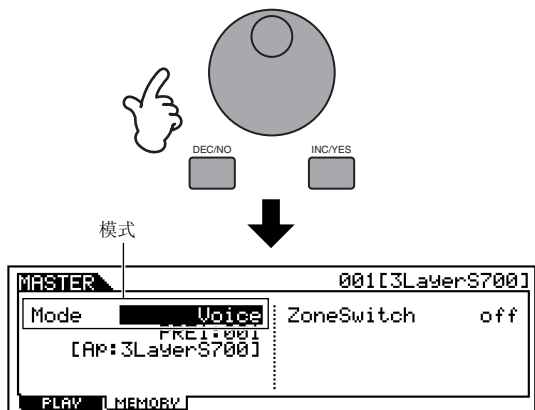 DEC/NO INC/YES
模式
MASTER 001[3LayerS700]
Mode Voice ZoneSwitch off
PRE1:001
[Ap:3LayerS700]
PLAY MEMORY